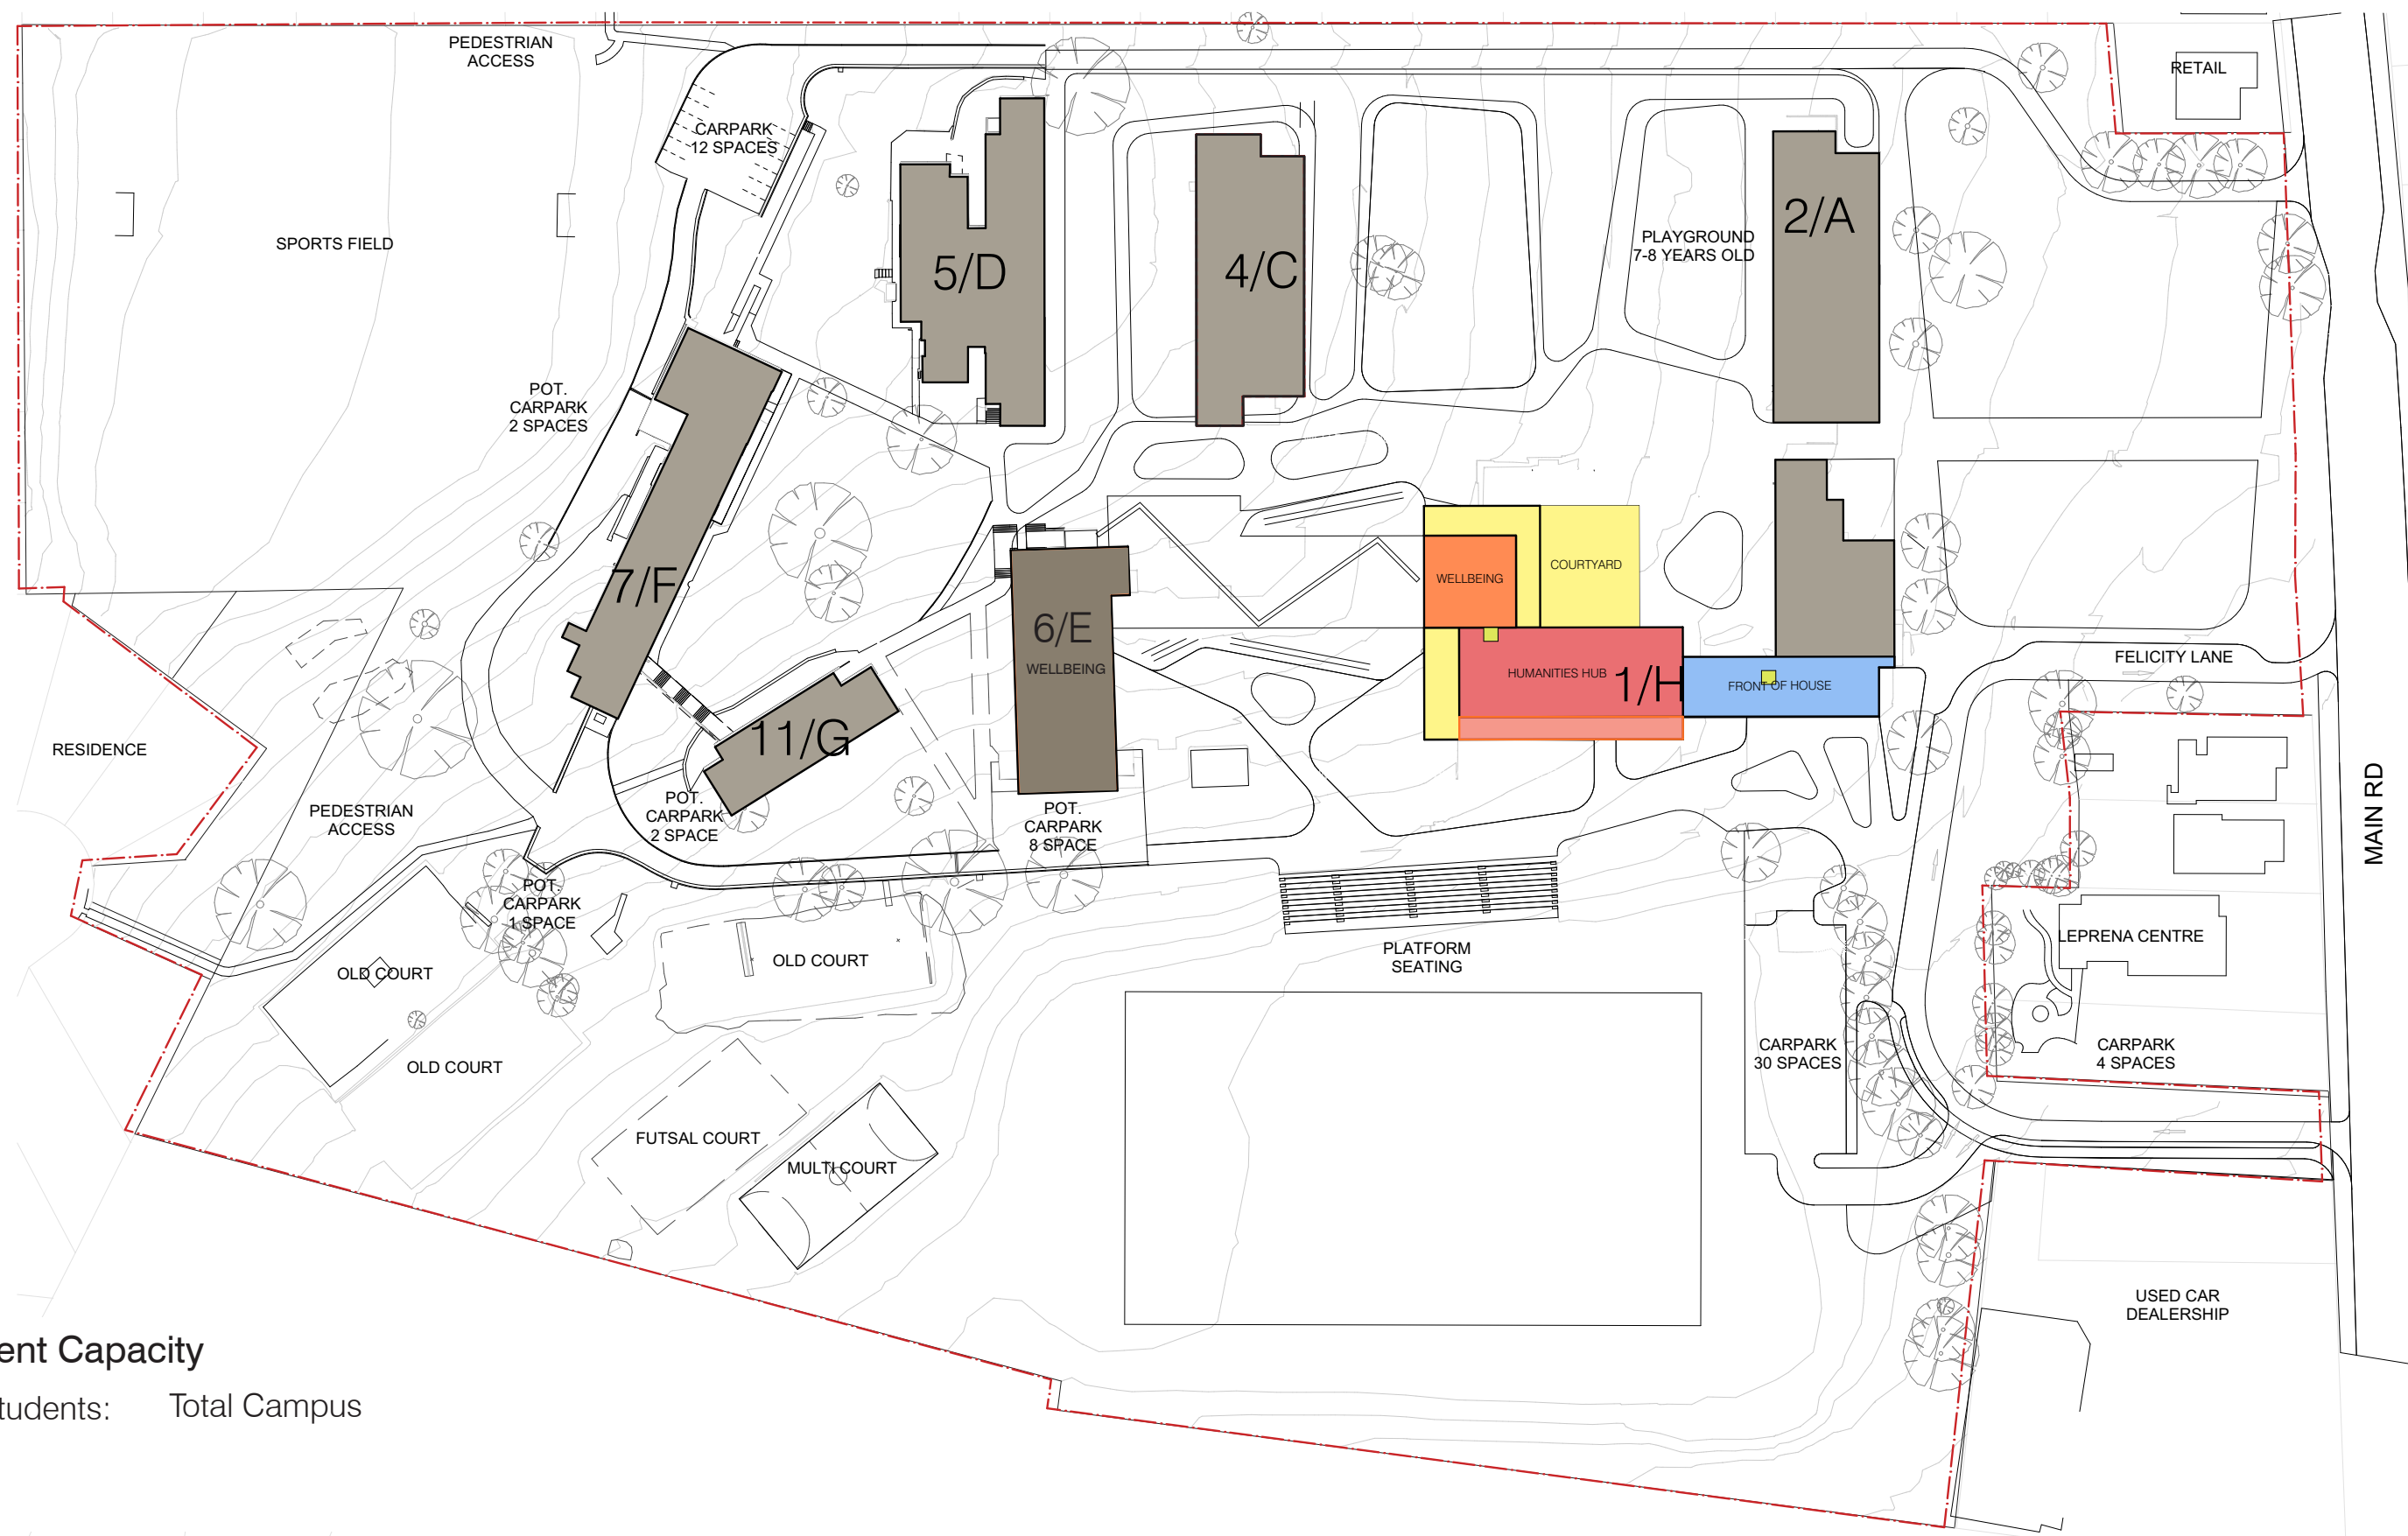 PEDESTRIAN
ACCESS
RETAIL
CARPARK
12 SPACES
SPORTS FIELD
5/D
4/C
PLAYGROUND
7-8 YEARS OLD
2/A
POT.
CARPARK
2 SPACES
7/F
6/E
WELLBEING
WELLBEING
COURTYARD
HUMANITIES HUB
1/H
FRONT OF HOUSE
FELICITY LANE
RESIDENCE
11/G
PEDESTRIAN
ACCESS
POT.
CARPARK
2 SPACE
POT.
CARPARK
8 SPACE
MAIN RD
POT.
CARPARK
1 SPACE
OLD COURT
OLD COURT
PLATFORM
SEATING
LEPRENA CENTRE
OLD COURT
CARPARK
30 SPACES
CARPARK
4 SPACES
FUTSAL COURT
MULTI COURT
USED CAR
DEALERSHIP
ent Capacity
tudents: Total Campus